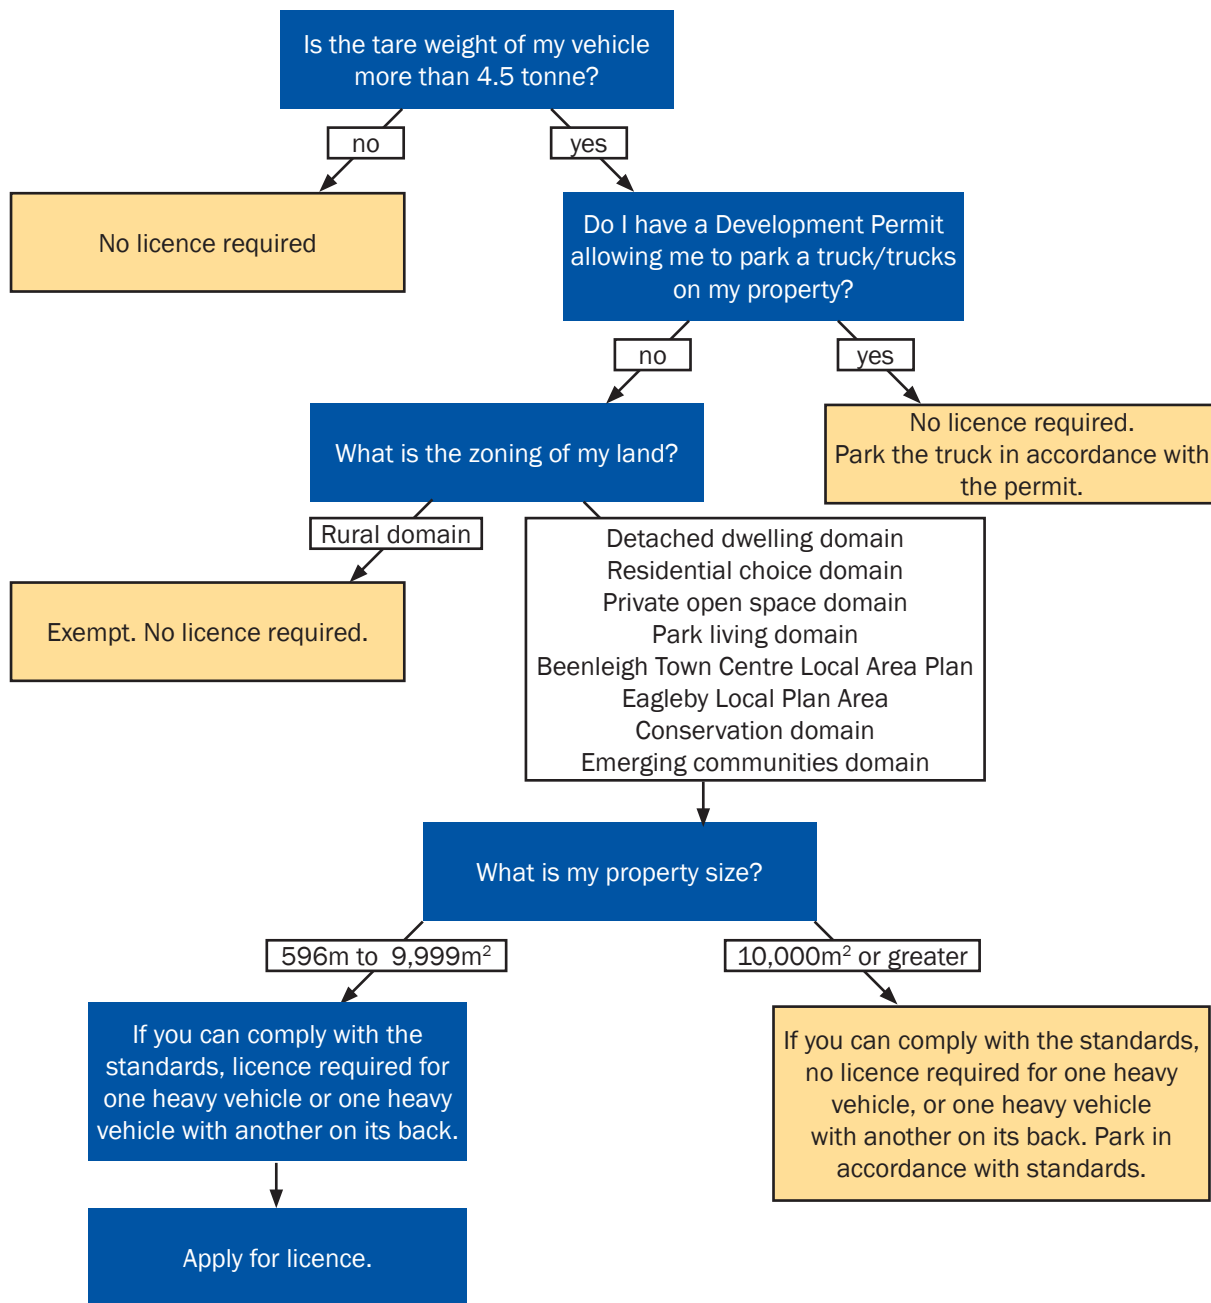 Is the tare weight of my vehicle
more than 4.5 tonne?
no
yes
No licence required
Do I have a Development Permit
allowing me to park a truck/trucks
on my property?
no
yes
What is the zoning of my land?
No licence required.
Park the truck in accordance with
the permit.
Rural domain
Detached dwelling domain
Residential choice domain
Private open space domain
Park living domain
Beenleigh Town Centre Local Area Plan
Eagleby Local Plan Area
Conservation domain
Emerging communities domain
Exempt. No licence required.
What is my property size?
596m to 9,999m²
10,000m² or greater
If you can comply with the
standards, licence required for
one heavy vehicle or one heavy
vehicle with another on its back.
If you can comply with the standards,
no licence required for one heavy
vehicle, or one heavy vehicle
with another on its back. Park in
accordance with standards.
Apply for licence.